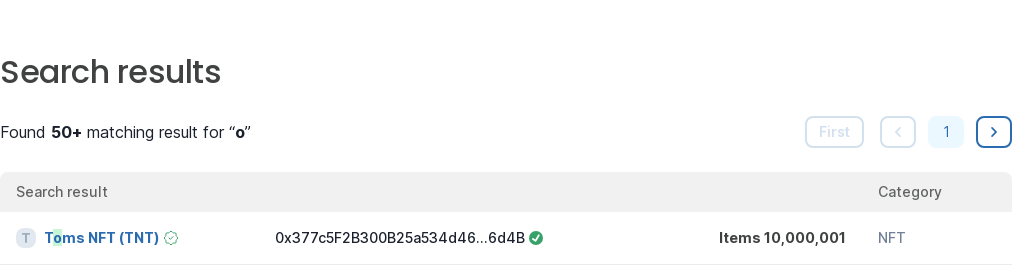 Search results
Found 50+ matching result for “o”
First 1
Search result Category
T Toms NFT (TNT) 0x377c5F2B300B25a534d46...6d4B Items 10,000,001 NFT